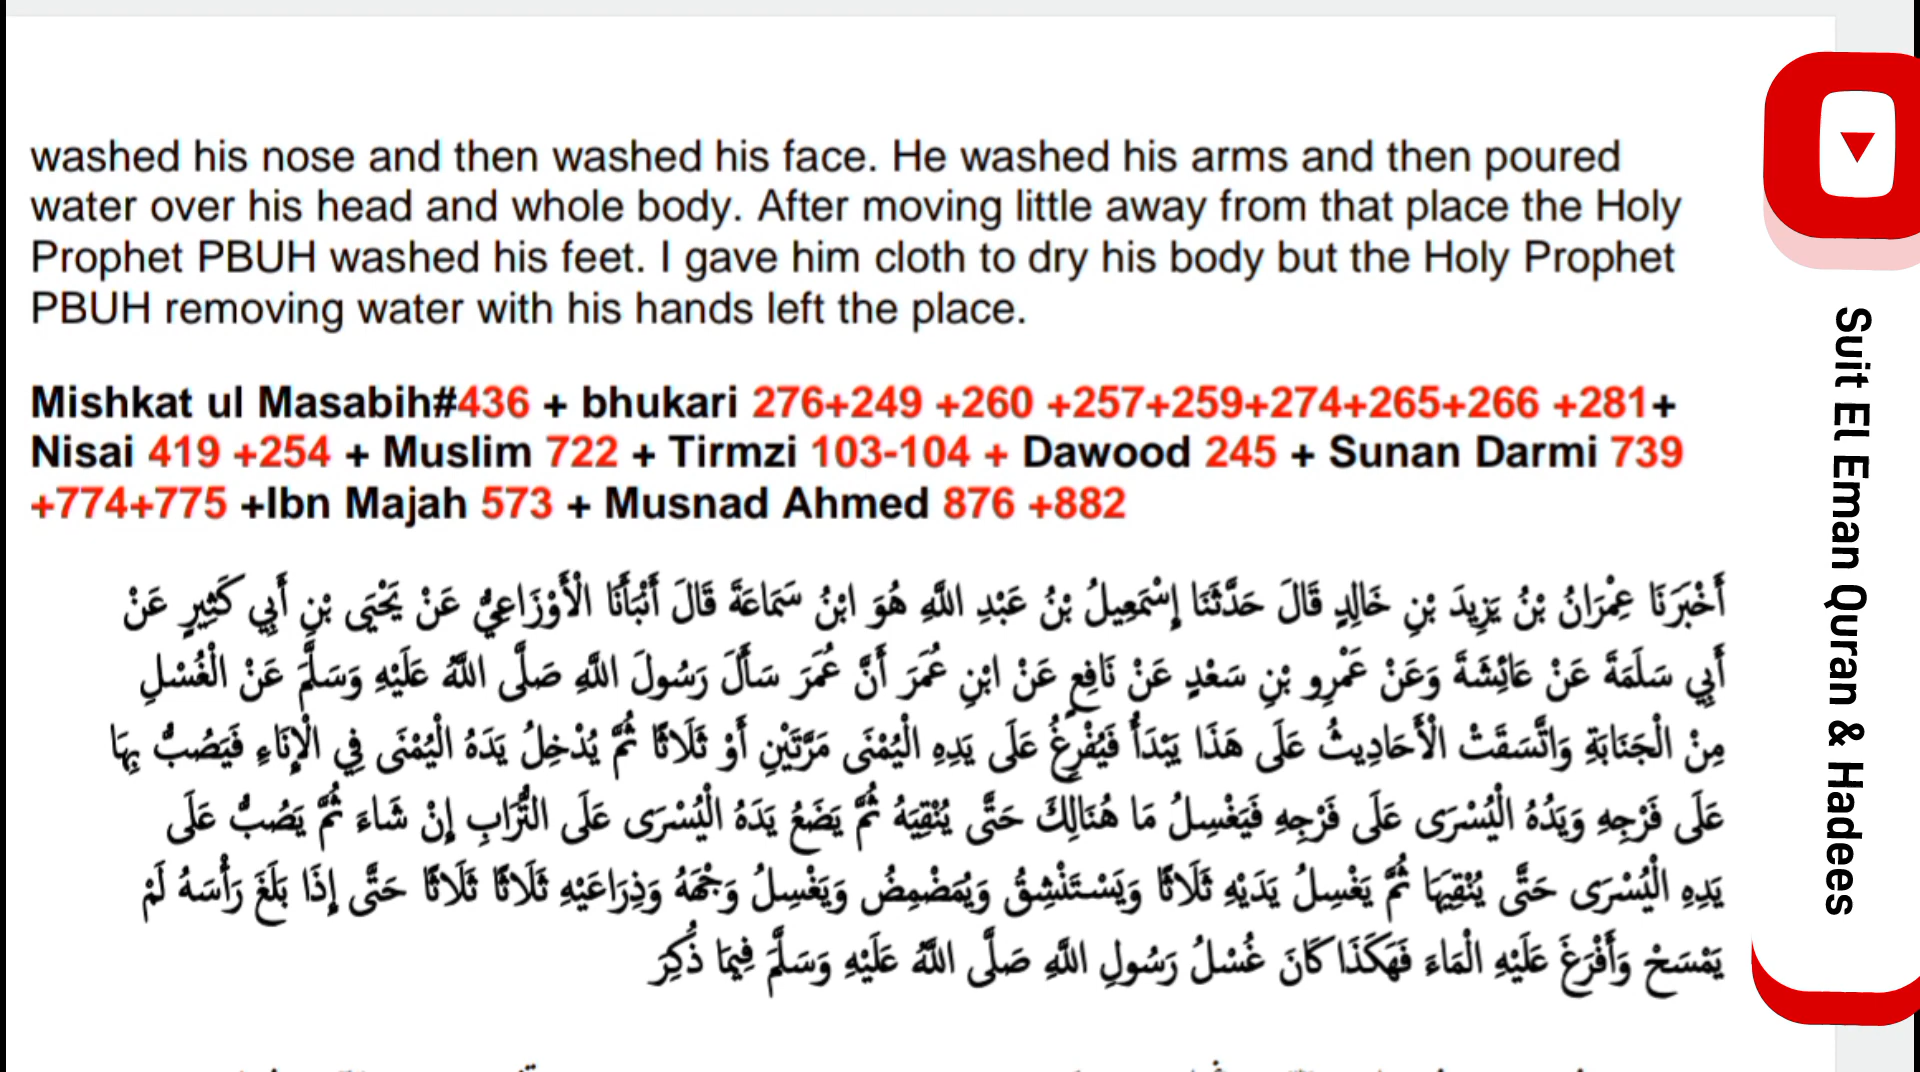 washed his nose and then washed his face. He washed his arms and then poured
water over his head and whole body. After moving little away from that place the Holy
Prophet PBUH washed his feet. I gave him cloth to dry his body but the Holy Prophet
PBUH removing water with his hands left the place.
Mishkat ul Masabih#436 + bhukari 276+249 +260 +257+259+274+265+266 +281+
Nisai 419 +254 + Muslim 722 + Tirmzi 103-104 + Dawood 245 + Sunan Darmi 739
+774+775 +Ibn Majah 573 + Musnad Ahmed 876 +882
أَخْبَرَنَا عِمْرَانُ بْنُ يَزِيدَ بْنِ خَالِدٍ قَالَ حَدَّثَنَا إِسْمَعِيلُ بْنُ عَبْدِ اللَّهِ هُوَ ابْنُ سَمَاعَةَ قَالَ أَنْبَأَنَا الْأَوْزَاعِيُّ عَنْ يَحْيَى بْنِ أَبِي كَثِيرٍ عَنْ
أَبِي سَلَمَةَ عَنْ عَائِشَةَ وَعَنْ عَمْرِو بْنِ سَعْدٍ عَنْ نَافِعٍ عَنْ ابْنِ عُمَرَ أَنَّ عُمَرَ سَأَلَ رَسُولَ اللَّهِ صَلَّى اللَّهُ عَلَيْهِ وَسَلَّمَ عَنْ الْغُسْلِ
مِنْ الْجَنَابَةِ وَاتَّسَقَتْ الْأَحَادِيثُ عَلَى هَذَا يَبْدَأُ فَيُفْرِغُ عَلَى يَدِهِ الْيُمْنَى مَرَّتَيْنِ أَوْ ثَلَاثًا ثُمَّ يُدْخِلُ يَدَهُ الْيُمْنَى فِي الْإِنَاءِ فَيَصُبُّ بِهَا
عَلَى فَرْجِهِ وَيَدُهُ الْيُسْرَى عَلَى فَرْجِهِ فَيَغْسِلُ مَا هُنَالِكَ حَتَّى يُنْقِيَهُ ثُمَّ يَضَعُ يَدَهُ الْيُسْرَى عَلَى التُّرَابِ إِنْ شَاءَ ثُمَّ يَصُبُّ عَلَى
يَدِهِ الْيُسْرَى حَتَّى يُنْقِيَهَا ثُمَّ يَغْسِلُ يَدَيْهِ ثَلَاثًا وَيَسْتَنْشِقُ وَيُمَضْمِضُ وَيَغْسِلُ وَجْهَهُ وَذِرَاعَيْهِ ثَلَاثًا ثَلَاثًا حَتَّى إِذَا بَلَغَ رَأْسَهُ لَمْ
يَمْسَحْ وَأَفْرَغَ عَلَيْهِ الْمَاءَ فَهَكَذَا كَانَ غُسْلُ رَسُولِ اللَّهِ صَلَّى اللَّهُ عَلَيْهِ وَسَلَّمَ فِيمَا ذُكِرَ
Suit El Eman Quran & Hadees